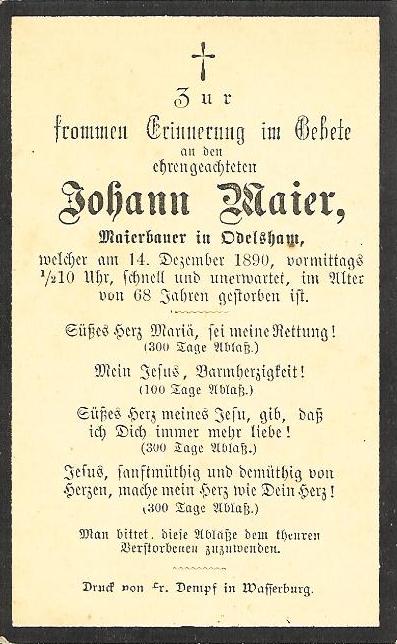 Zur
frommen Erinnerung im Gebete
an den
ehrengeachteten
Johann Maier,
Maierbauer in Odelsham,
welcher am 14. Dezember 1890, vormittags
½10 Uhr, schnell und unerwartet, im Alter
von 68 Jahren gestorben ist.
Süßes Herz Mariä, sei meine Rettung!
(300 Tage Ablaß.)
Mein Jesus, Barmherzigkeit!
(100 Tage Ablaß.)
Süßes Herz meines Jesu, gib, daß
ich Dich immer mehr liebe!
(300 Tage Ablaß.)
Jesus, sanftmüthig und demüthig von
Herzen, mache mein Herz wie Dein Herz!
(300 Tage Ablaß.)
Man bittet, diese Abläße dem theuren
Verstorbenen zuzuwenden.
Druck von Fr. Dempf in Wasserburg.